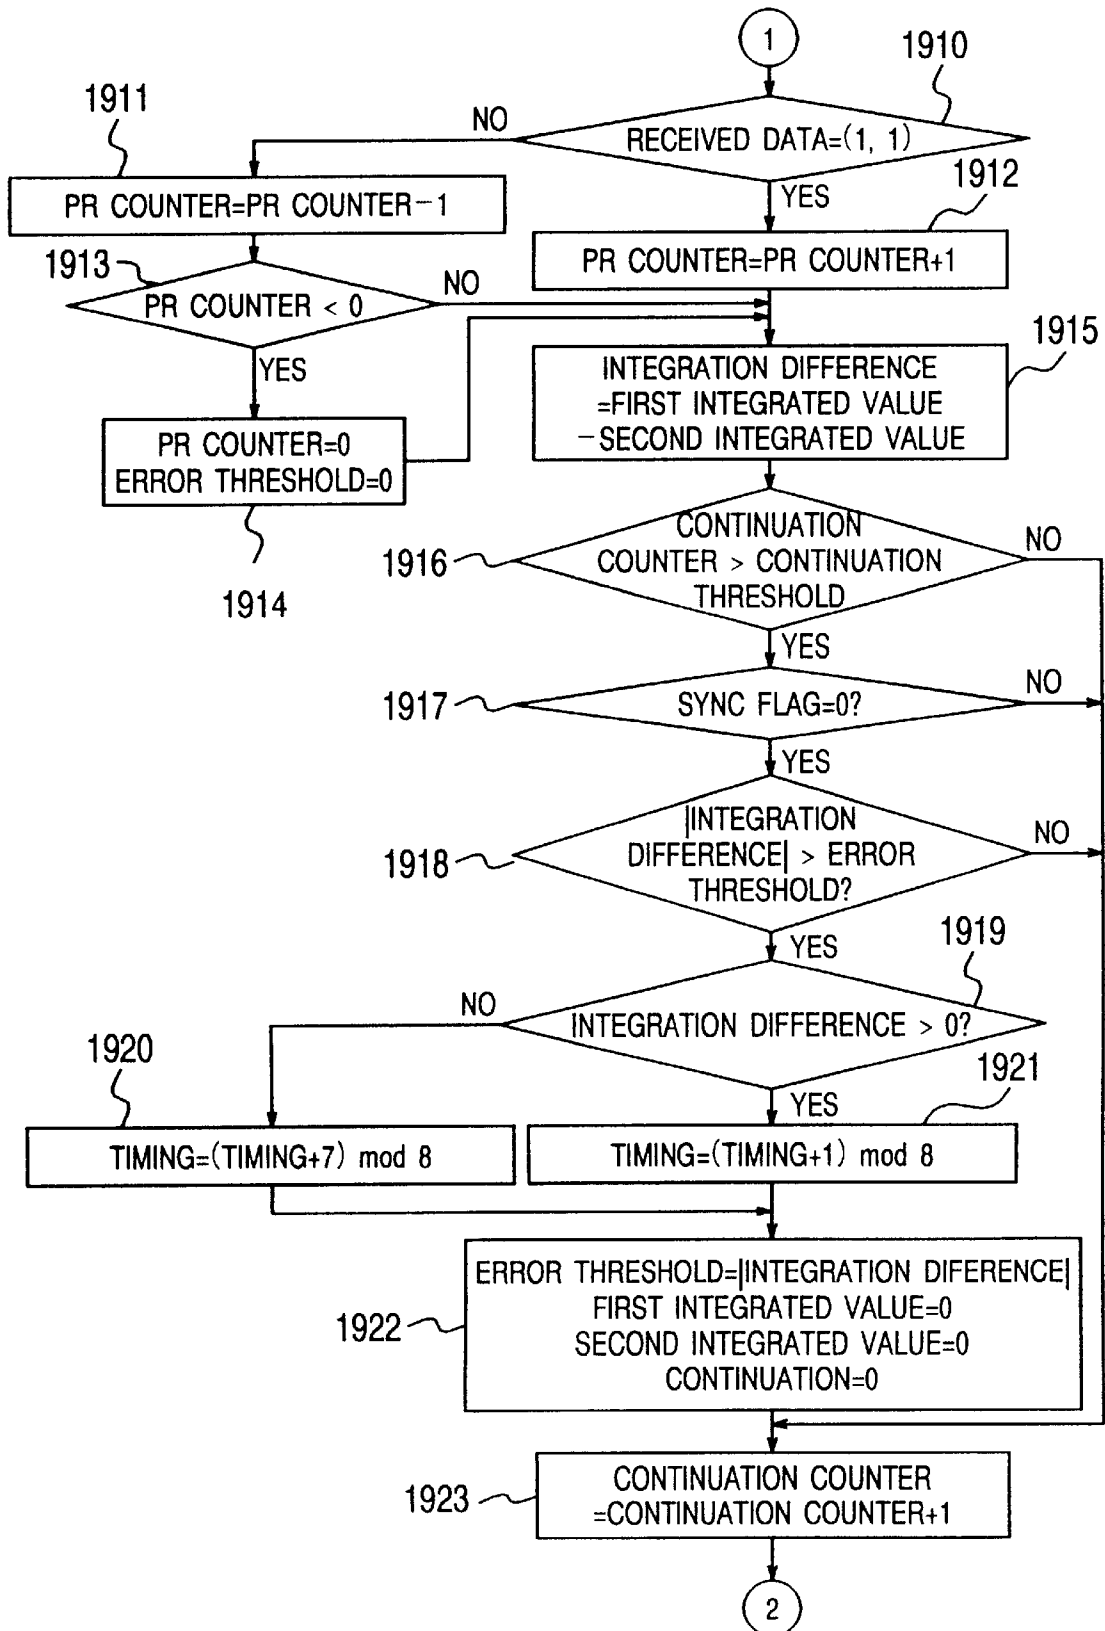 1
1910
1911
NO
RECEIVED DATA=(1, 1)
YES
1912
PR COUNTER=PR COUNTER-1
PR COUNTER=PR COUNTER+1
1913
PR COUNTER < 0
NO
YES
1915
INTEGRATION DIFFERENCE
=FIRST INTEGRATED VALUE
-SECOND INTEGRATED VALUE
PR COUNTER=0
ERROR THRESHOLD=0
1914
1916
CONTINUATION
COUNTER > CONTINUATION
THRESHOLD
NO
YES
1917
SYNC FLAG=0?
NO
YES
1918
|INTEGRATION
DIFFERENCE| > ERROR
THRESHOLD?
NO
YES
1919
NO
INTEGRATION DIFFERENCE > 0?
1920
YES
1921
TIMING=(TIMING+7) mod 8
TIMING=(TIMING+1) mod 8
1922
ERROR THRESHOLD=|INTEGRATION DIFERENCE|
FIRST INTEGRATED VALUE=0
SECOND INTEGRATED VALUE=0
CONTINUATION=0
1923
CONTINUATION COUNTER
=CONTINUATION COUNTER+1
2